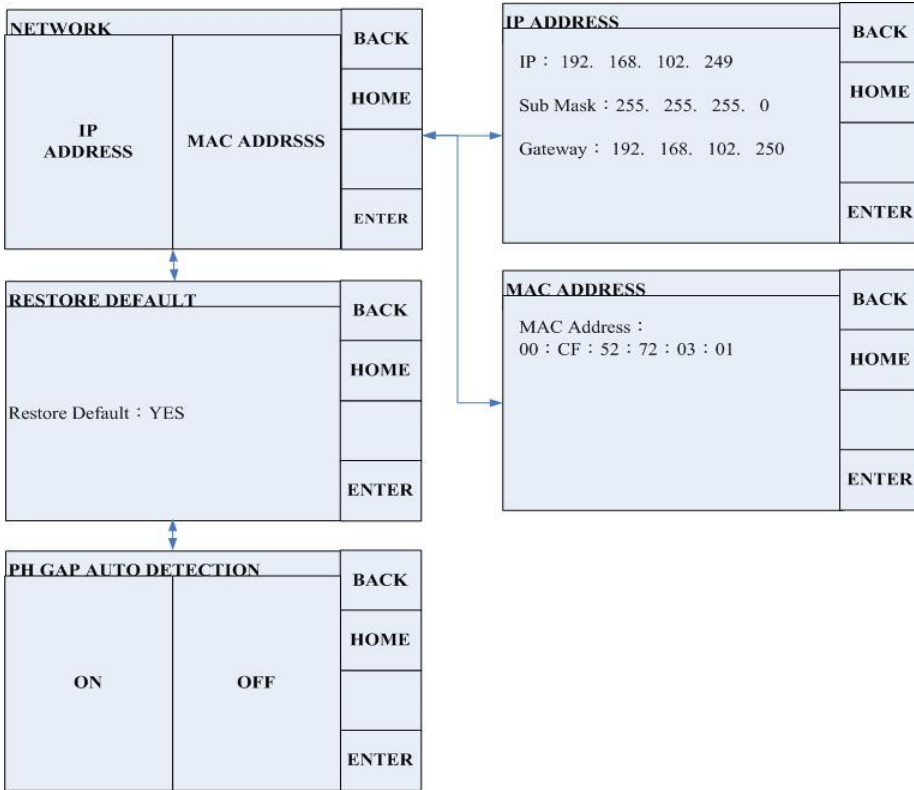 NETWORK
IP
ADDRESS
MAC ADDRSSS
BACK
HOME
ENTER
IP ADDRESS
IP： 192. 168. 102. 249
Sub Mask：255. 255. 255. 0
Gateway： 192. 168. 102. 250
BACK
HOME
ENTER
RESTORE DEFAULT
Restore Default：YES
BACK
HOME
ENTER
MAC ADDRESS
MAC Address：
00：CF：52：72：03：01
BACK
HOME
ENTER
PH GAP AUTO DETECTION
ON
OFF
BACK
HOME
ENTER